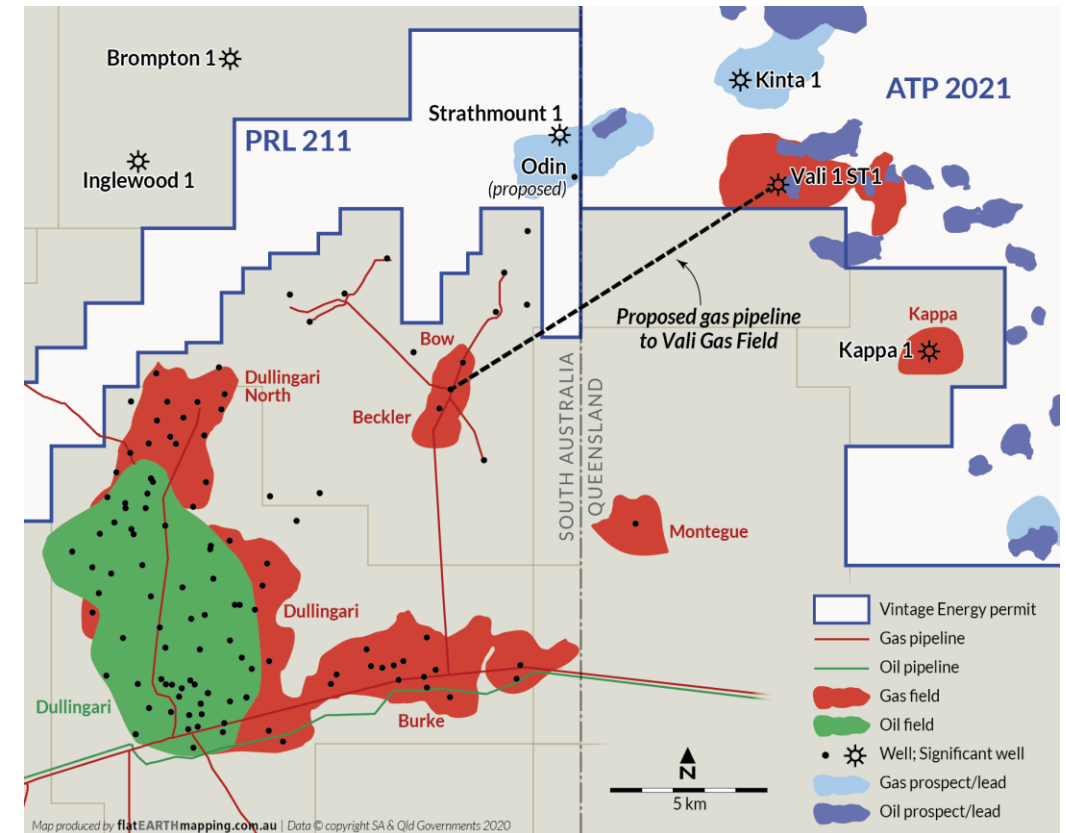 Brompton 1
Kinta 1
ATP 2021
Strathmount 1
PRL 211
Odin
(proposed)
Inglewood 1
Vali 1 ST1
Proposed gas pipeline
to Vali Gas Field
Kappa
Kappa 1
Bow
Beckler
Dullingari
North
SOUTH AUSTRALIA
QUEENSLAND
Montegue
Dullingari
Dullingari
Burke
Vintage Energy permit
Gas pipeline
Oil pipeline
Gas field
Oil field
Well; Significant well
Gas prospect/lead
Oil prospect/lead
N
5 km
Map produced by flatEARTHmapping.com.au | Data © copyright SA & Qld Governments 2020